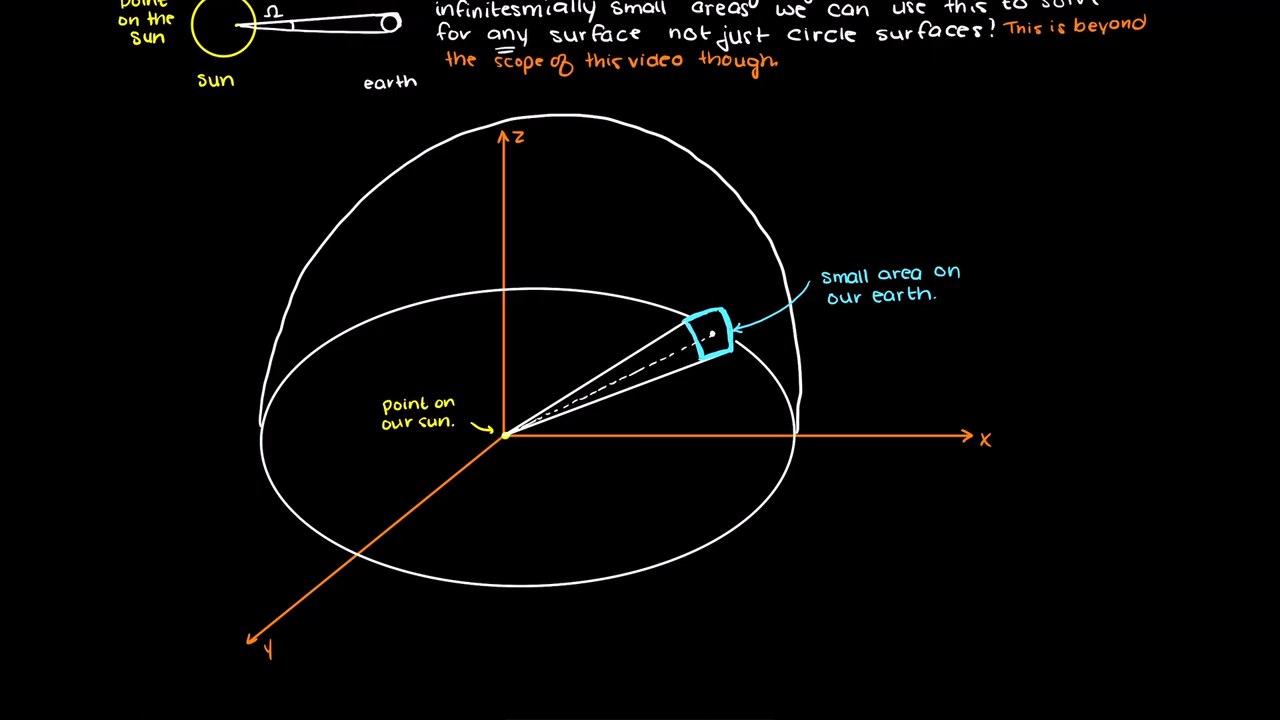 point
on the
sun
Ω
sun
earth
infinitesmially small areas we can use this to solve
for any surface not just circle surfaces! This is beyond
the scope of this video though.
z
small area on
our earth.
point on
our sun.
x
y